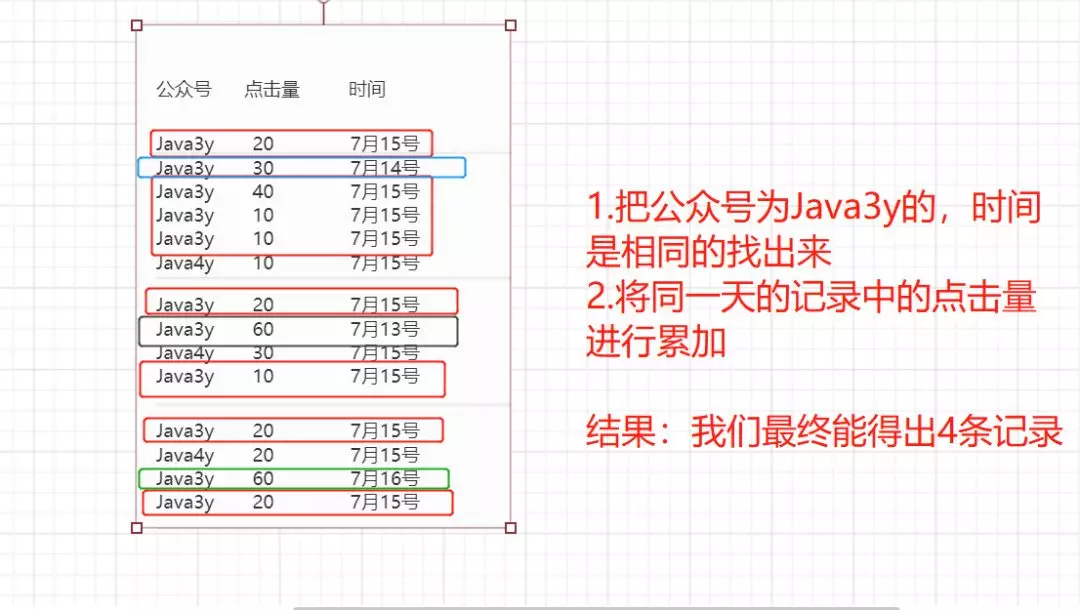 公众号 点击量 时间
Java3y 20 7月15号
Java3y 30 7月14号
Java3y 40 7月15号
Java3y 10 7月15号
Java3y 10 7月15号
Java4y 10 7月15号
Java3y 20 7月15号
Java3y 60 7月13号
Java4y 30 7月15号
Java3y 10 7月15号
Java3y 20 7月15号
Java4y 20 7月15号
Java3y 60 7月16号
Java3y 20 7月15号
1.把公众号为Java3y的，时间
是相同的找出来
2.将同一天的记录中的点击量
进行累加
结果：我们最终能得出4条记录